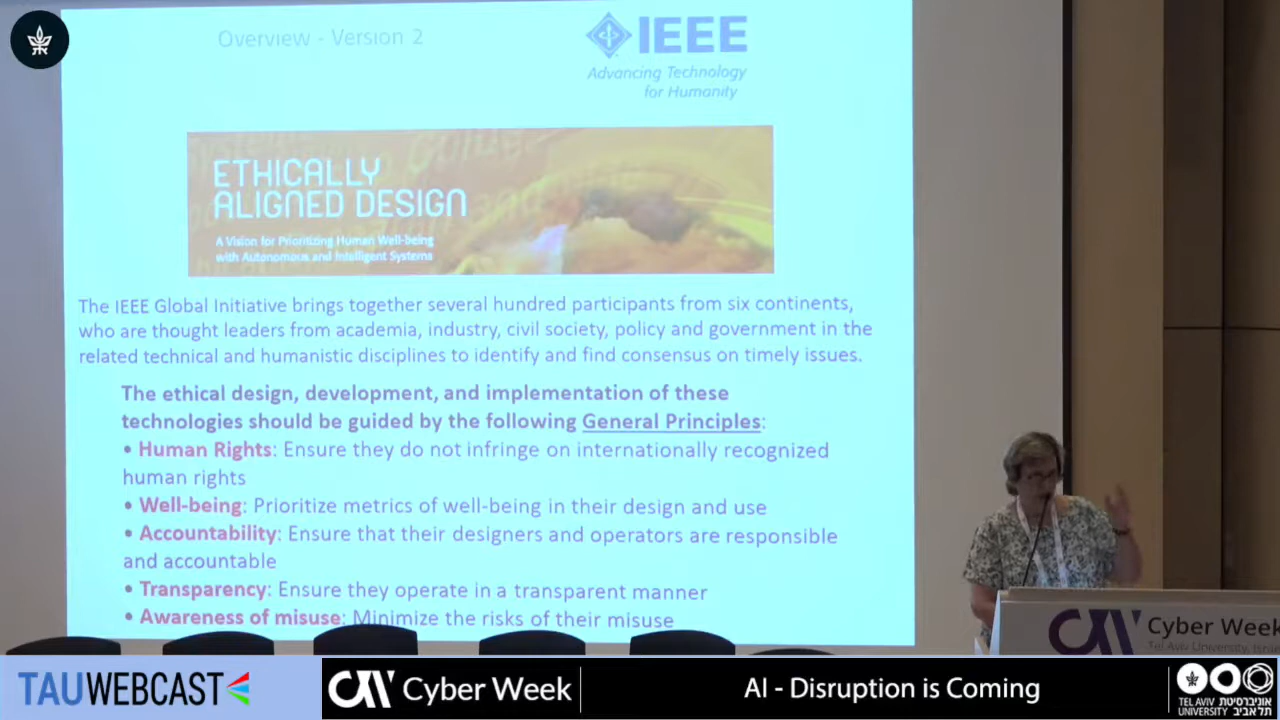 Overview - Version 2
IEEE
Advancing Technology
for Humanity
ETHICALLY
ALIGNED DESIGN
A Vision for Prioritizing Human Well-being
with Autonomous and Intelligent Systems
The IEEE Global Initiative brings together several hundred participants from six continents,
who are thought leaders from academia, industry, civil society, policy and government in the
related technical and humanistic disciplines to identify and find consensus on timely issues.
The ethical design, development, and implementation of these
technologies should be guided by the following General Principles:
• Human Rights: Ensure they do not infringe on internationally recognized
human rights
• Well-being: Prioritize metrics of well-being in their design and use
• Accountability: Ensure that their designers and operators are responsible
and accountable
• Transparency: Ensure they operate in a transparent manner
• Awareness of misuse: Minimize the risks of their misuse
Cyber Week
Tel Aviv University, Israel
TAUWEBCAST
Cyber Week
AI - Disruption is Coming
TEL AVIV אוניברסיטת
UNIVERSITY תל אביב